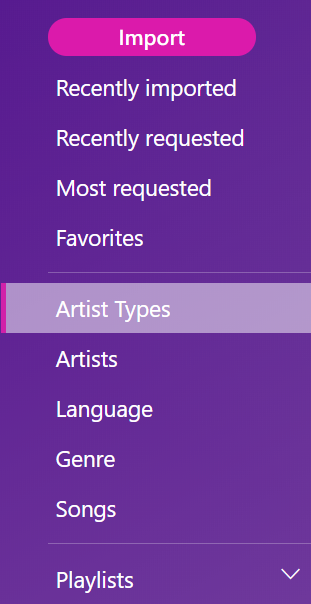 Import
Recently imported
Recently requested
Most requested
Favorites
Artist Types
Artists
Language
Genre
Songs
Playlists